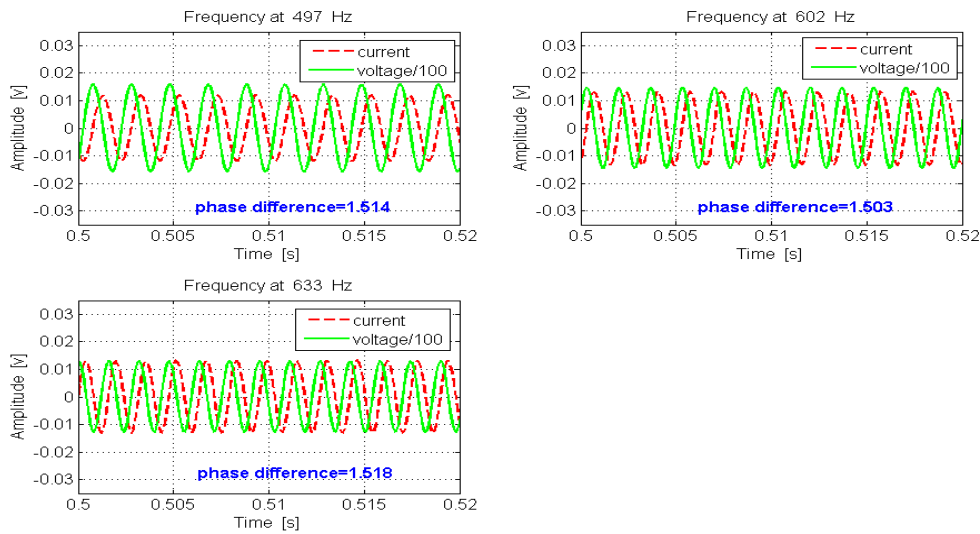 Frequency at 497 Hz
Amplitude [v]
0.03
0.02
0.01
0
-0.01
-0.02
-0.03
current
voltage/100
phase difference=1.514
0.5
0.505
0.51
0.515
0.52
Time [s]
Frequency at 602 Hz
Amplitude [v]
0.03
0.02
0.01
0
-0.01
-0.02
-0.03
current
voltage/100
phase difference=1.503
0.5
0.505
0.51
0.515
0.52
Time [s]
Frequency at 633 Hz
Amplitude [v]
0.03
0.02
0.01
0
-0.01
-0.02
-0.03
current
voltage/100
phase difference=1.518
0.5
0.505
0.51
0.515
0.52
Time [s]